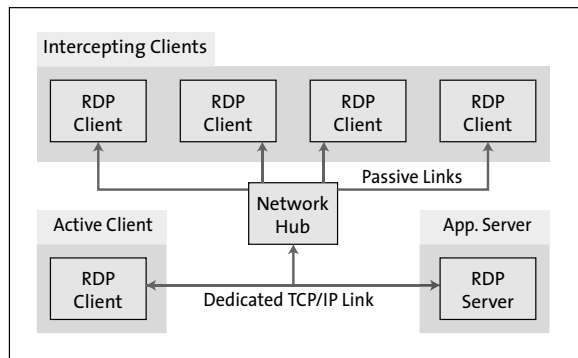 Intercepting Clients
RDP
Client
RDP
Client
RDP
Client
RDP
Client
Passive Links
Network
Hub
Active Client
App. Server
RDP
Client
Dedicated TCP/IP Link
RDP
Server